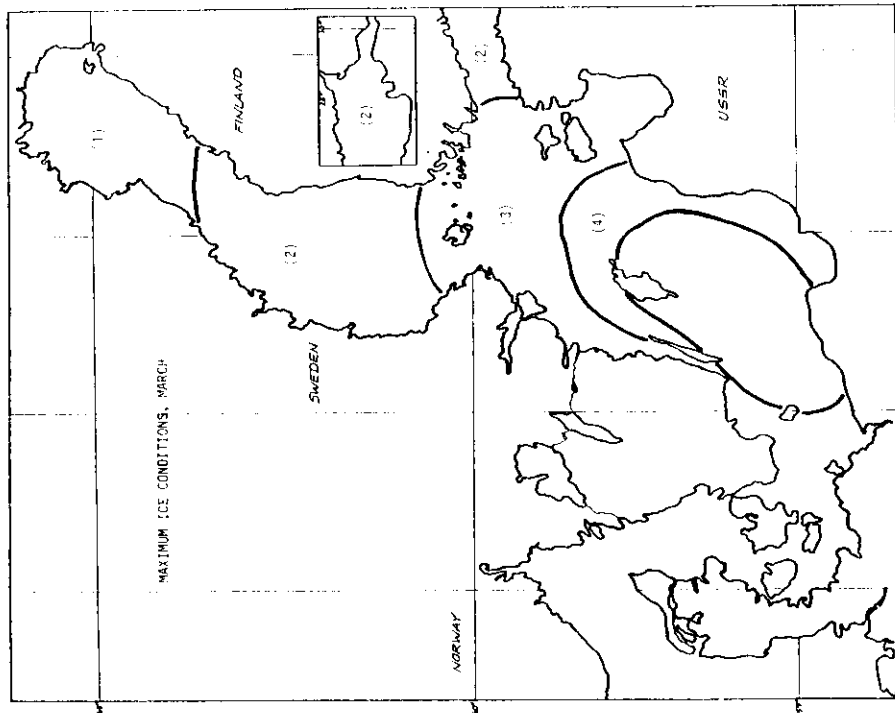 MAXIMUM ICE CONDITIONS, MARCH
(1)
FINLAND
(2)
(2)
(2)
SWEDEN
(3)
USSR
(4)
NORWAY